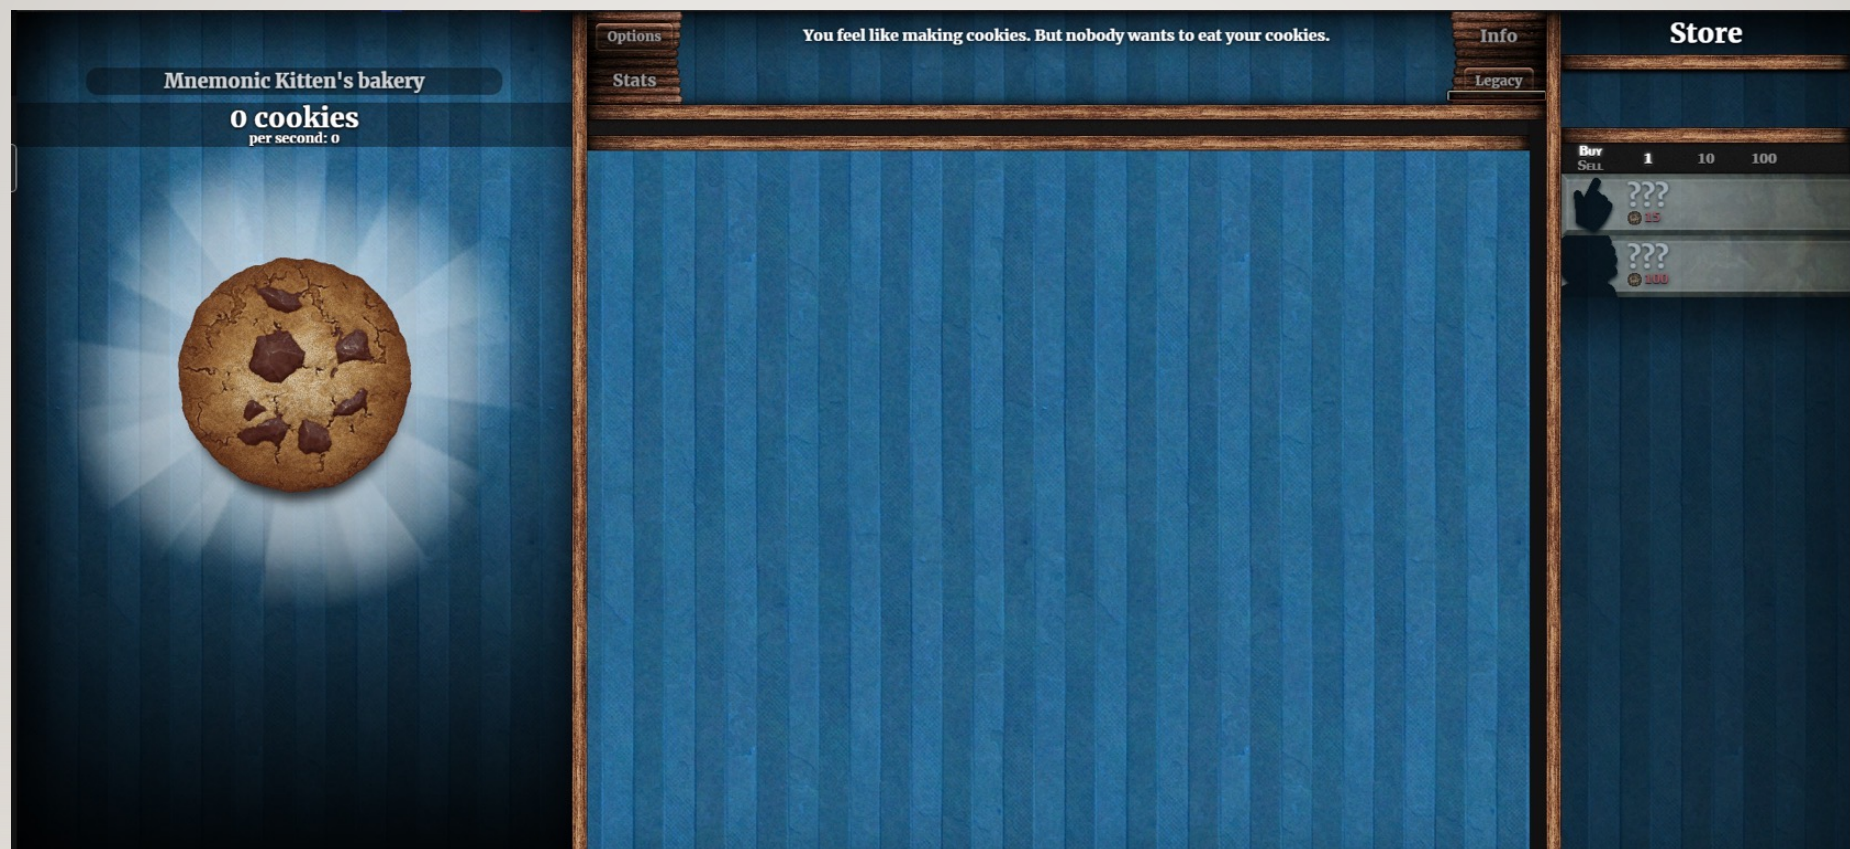 Options
Stats
You feel like making cookies. But nobody wants to eat your cookies.
Info
Legacy
Store
Mnemonic Kitten's bakery
0 cookies
per second: 0
Buy
Sell
1
10
100
???
15
???
100